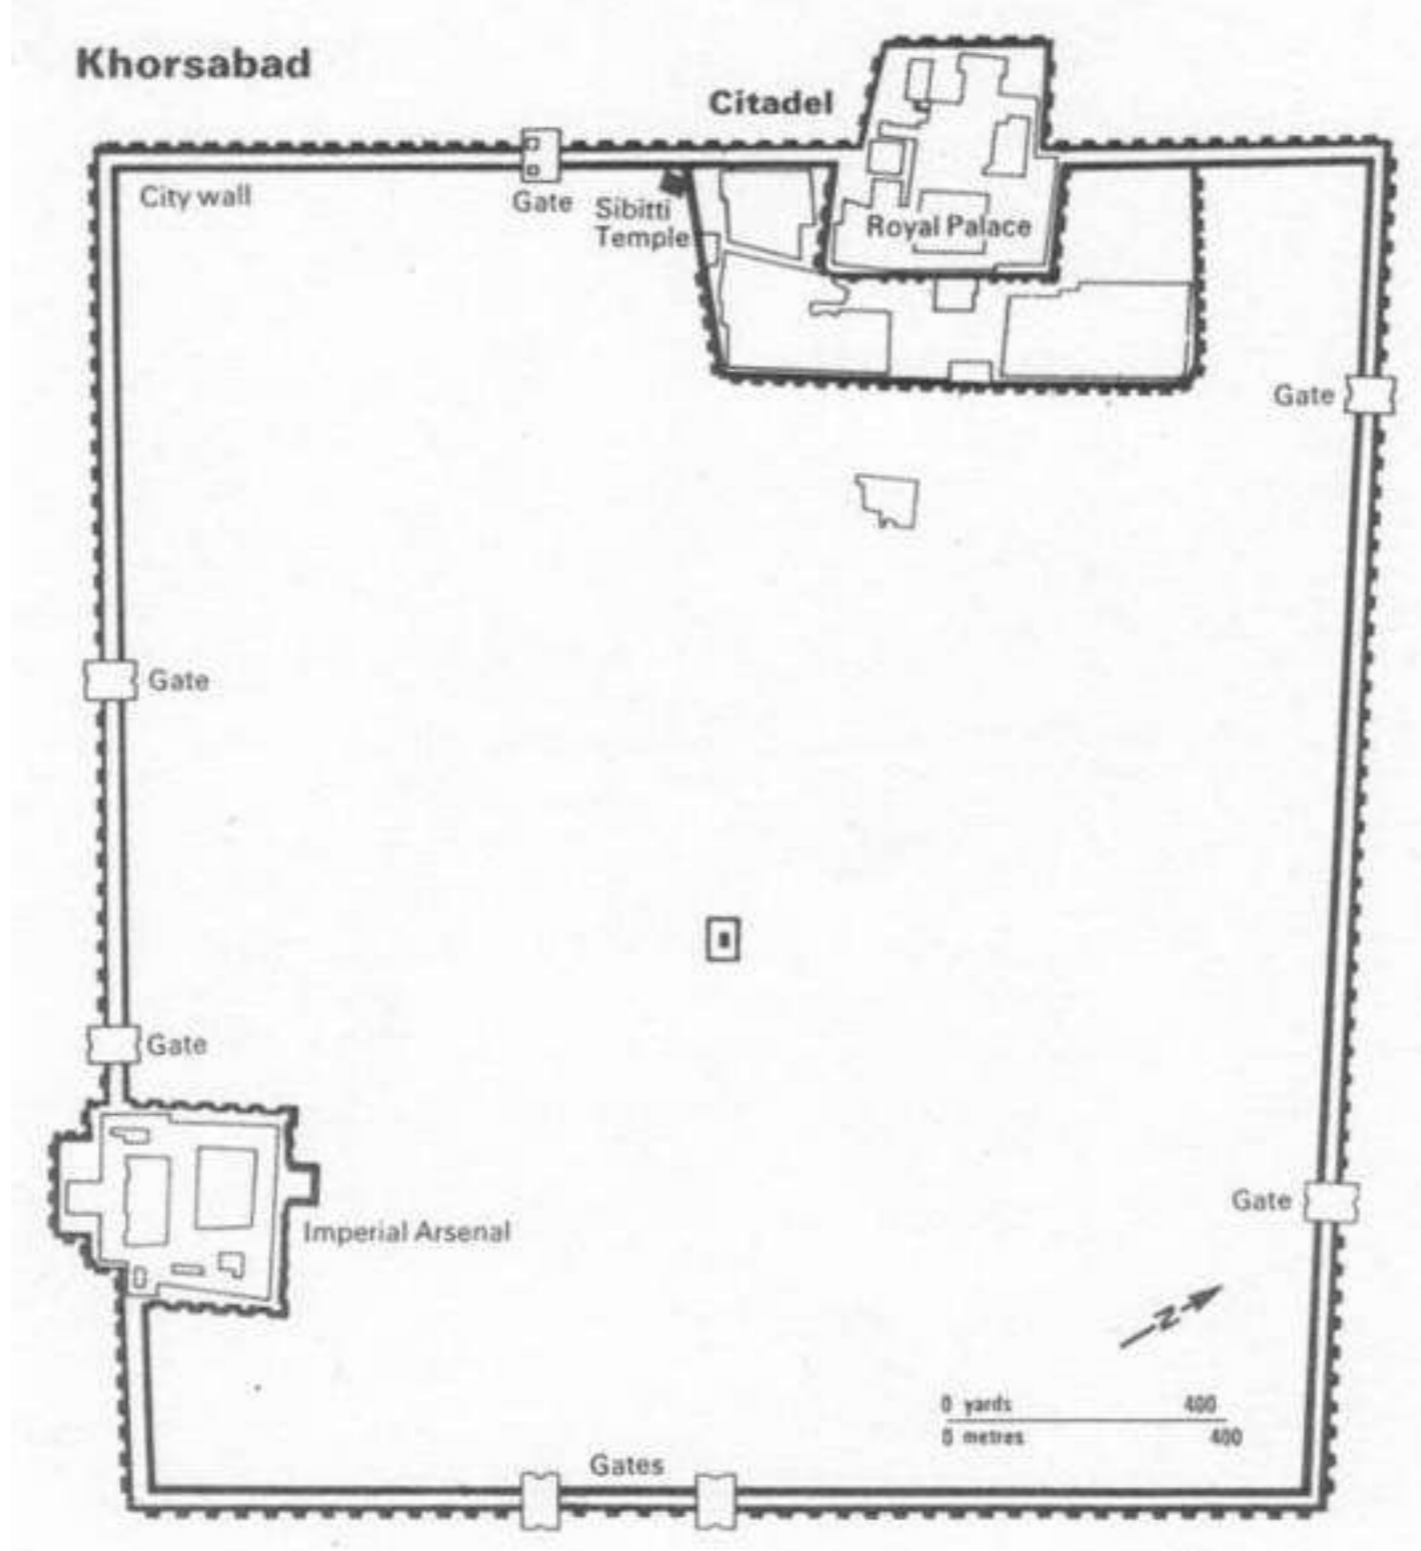 Khorsabad
Citadel
City wall
Gate
Sibitti
Temple
Royal Palace
Gate
Gate
Gate
Imperial Arsenal
Gate
N
0 yards 400
0 metres 400
Gates